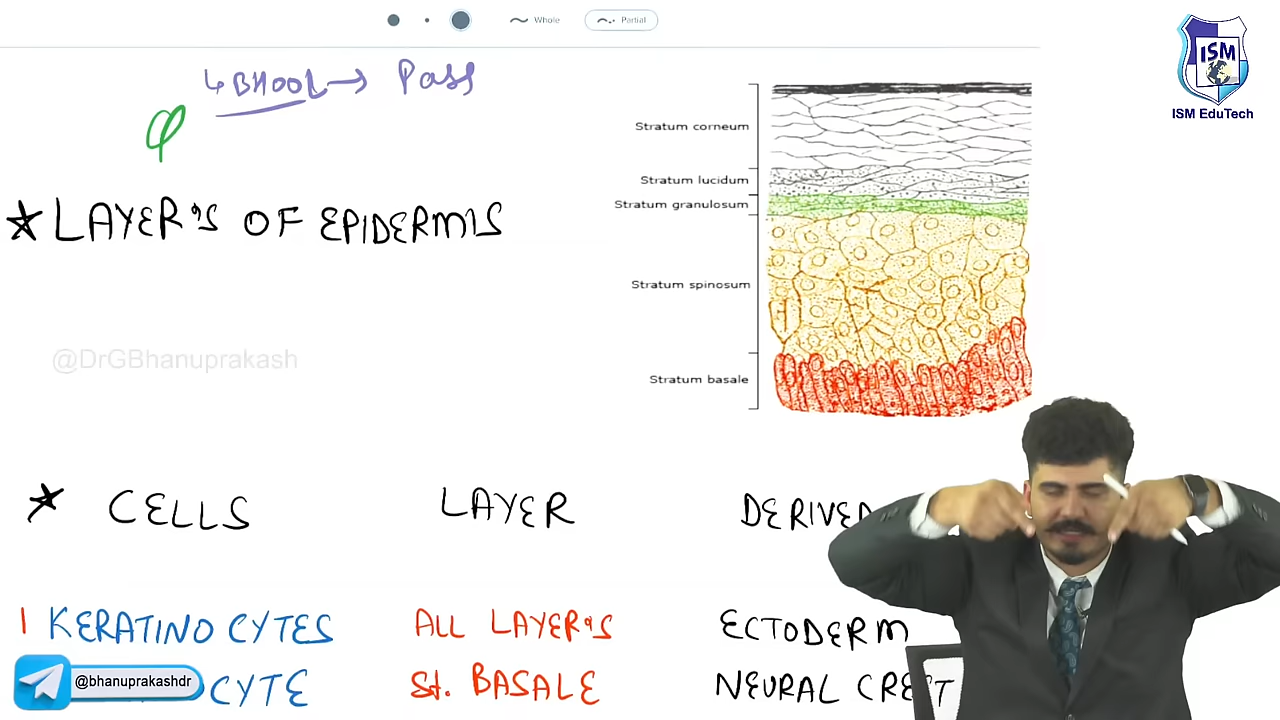 Whole Partial
ISM
ISM EduTech
↳ BHOOL → Pass
φ
Stratum corneum
Stratum lucidum
Stratum granulosum
Stratum spinosum
Stratum basale
★ LAYER's OF EPIDERMIS
@DrGBhanuprakash
★ CELLS LAYER DERIVED
1 KERATINOCYTES ALL LAYER's ECTODERM
CYTE St. BASALE NEURAL CREST
@bhanuprakashdr